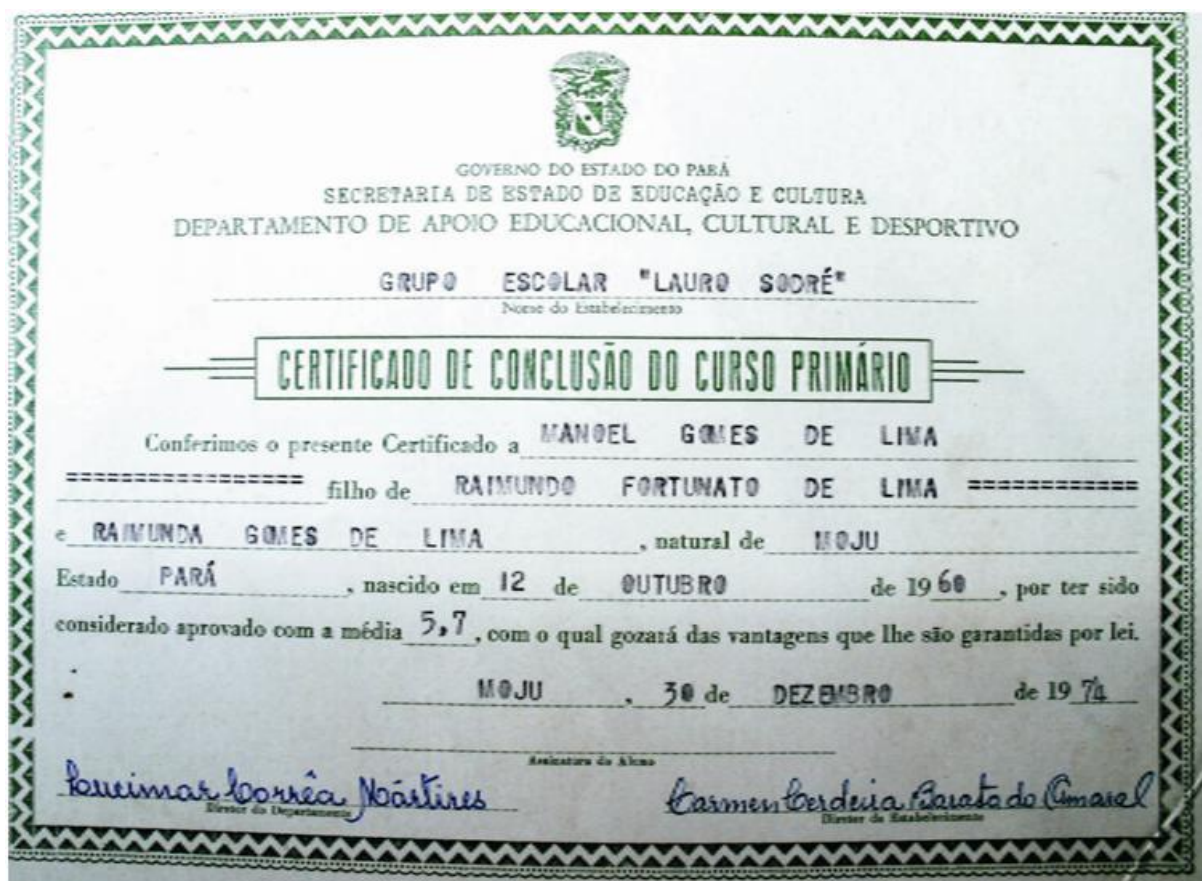 GOVERNO DO ESTADO DO PARÁ
SECRETARIA DE ESTADO DE EDUCAÇÃO E CULTURA
DEPARTAMENTO DE APOIO EDUCACIONAL, CULTURAL E DESPORTIVO
GRUPO ESCOLAR "LAURO SODRÉ"
Nome do Estabelecimento
CERTIFICADO DE CONCLUSÃO DO CURSO PRIMÁRIO
Conferimos o presente Certificado a MANOEL GOMES DE LIMA
================== filho de RAIMUNDO FORTUNATO DE LIMA ============
e RAIMUNDA GOMES DE LIMA, natural de MOJU
Estado PARÁ, nascido em 12 de OUTUBRO de 1960, por ter sido
considerado aprovado com a média 5,7, com o qual gozará das vantagens que lhe são garantidas por lei.
MOJU, 30 de DEZEMBRO de 1974
Assinatura do Aluno
Corrêa Mártires Carmen Cerdeira Barata do Amaral
Diretor do Departamento Diretor do Estabelecimento